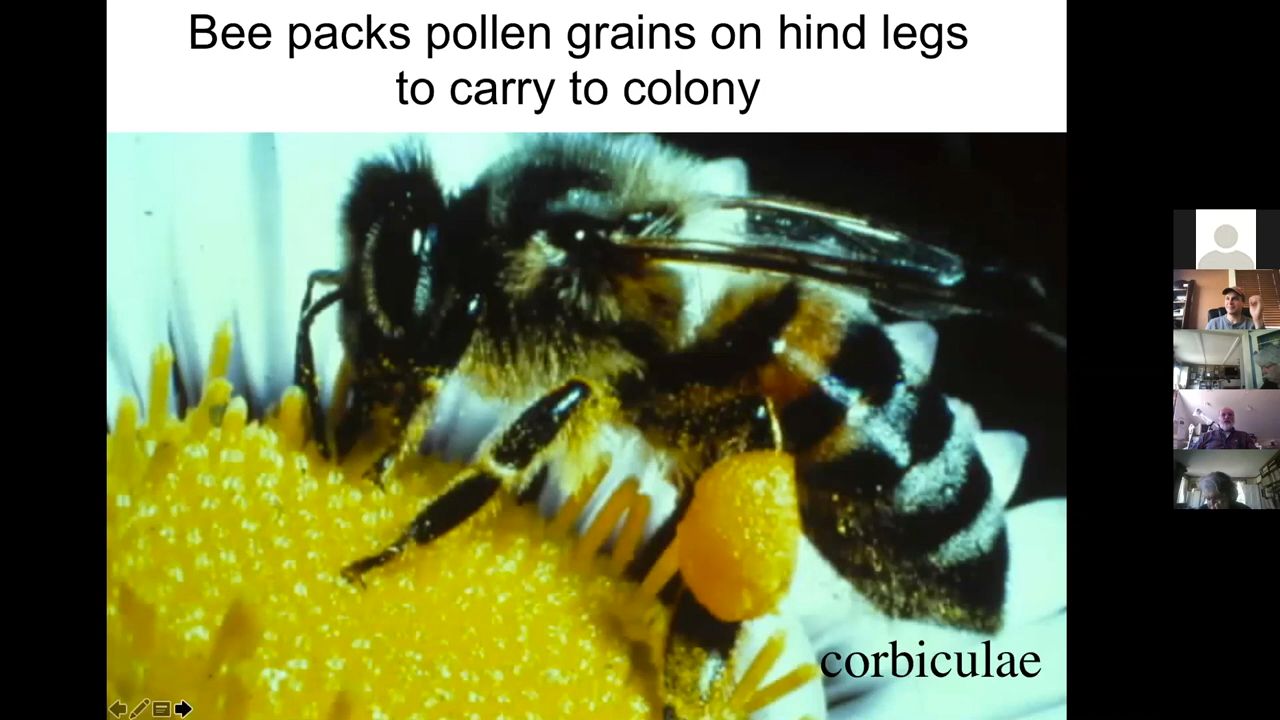 Bee packs pollen grains on hind legs
to carry to colony
corbiculae